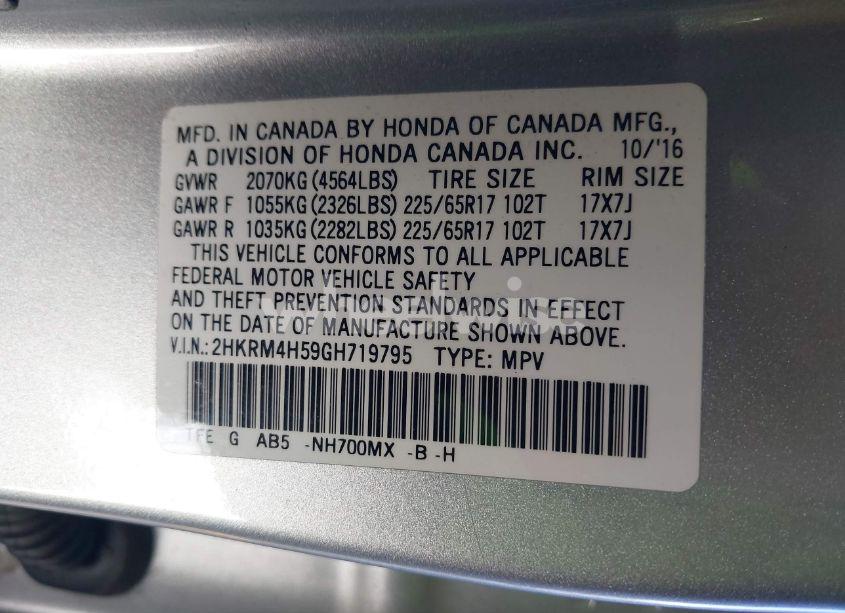 MFD. IN CANADA BY HONDA OF CANADA MFG.,
A DIVISION OF HONDA CANADA INC. 10/'16
GVWR 2070KG (4564LBS) TIRE SIZE RIM SIZE
GAWR F 1055KG (2326LBS) 225/65R17 102T 17X7J
GAWR R 1035KG (2282LBS) 225/65R17 102T 17X7J
THIS VEHICLE CONFORMS TO ALL APPLICABLE
FEDERAL MOTOR VEHICLE SAFETY
AND THEFT PREVENTION STANDARDS IN EFFECT
ON THE DATE OF MANUFACTURE SHOWN ABOVE.
V.I.N.: 2HKRM4H59GH719795 TYPE: MPV
TFE G AB5 -NH700MX -B -H